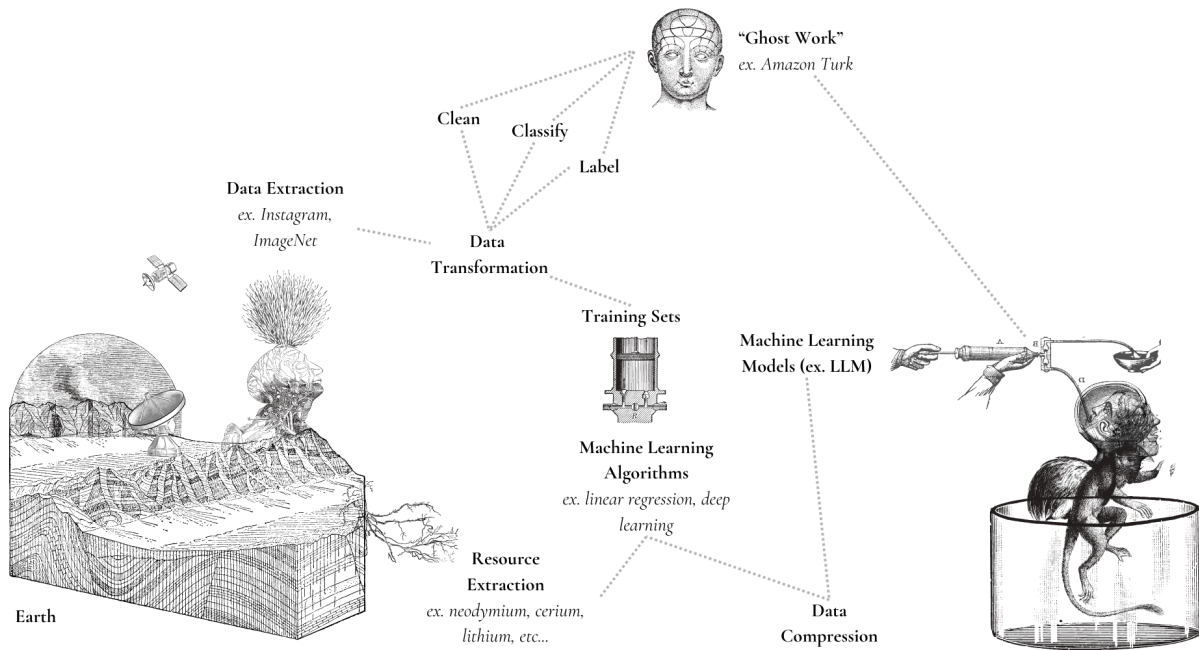 “Ghost Work”
ex. Amazon Turk
Clean
Classify
Label
Data Extraction
ex. Instagram,
ImageNet
Data
Transformation
Training Sets
Machine Learning
Algorithms
ex. linear regression, deep
learning
Machine Learning
Models (ex. LLM)
Resource
Extraction
ex. neodymium, cerium,
lithium, etc...
Data
Compression
Earth